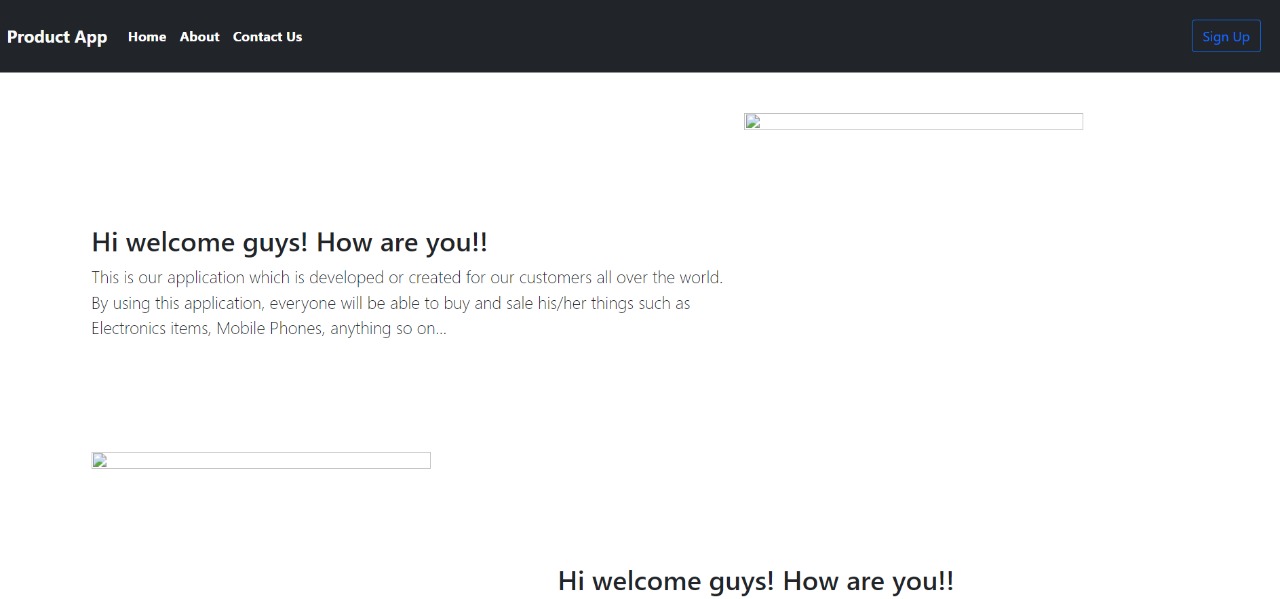 Product App Home About Contact Us Sign Up
Hi welcome guys! How are you!!
This is our application which is developed or created for our customers all over the world.
By using this application, everyone will be able to buy and sale his/her things such as
Electronics items, Mobile Phones, anything so on...
Hi welcome guys! How are you!!